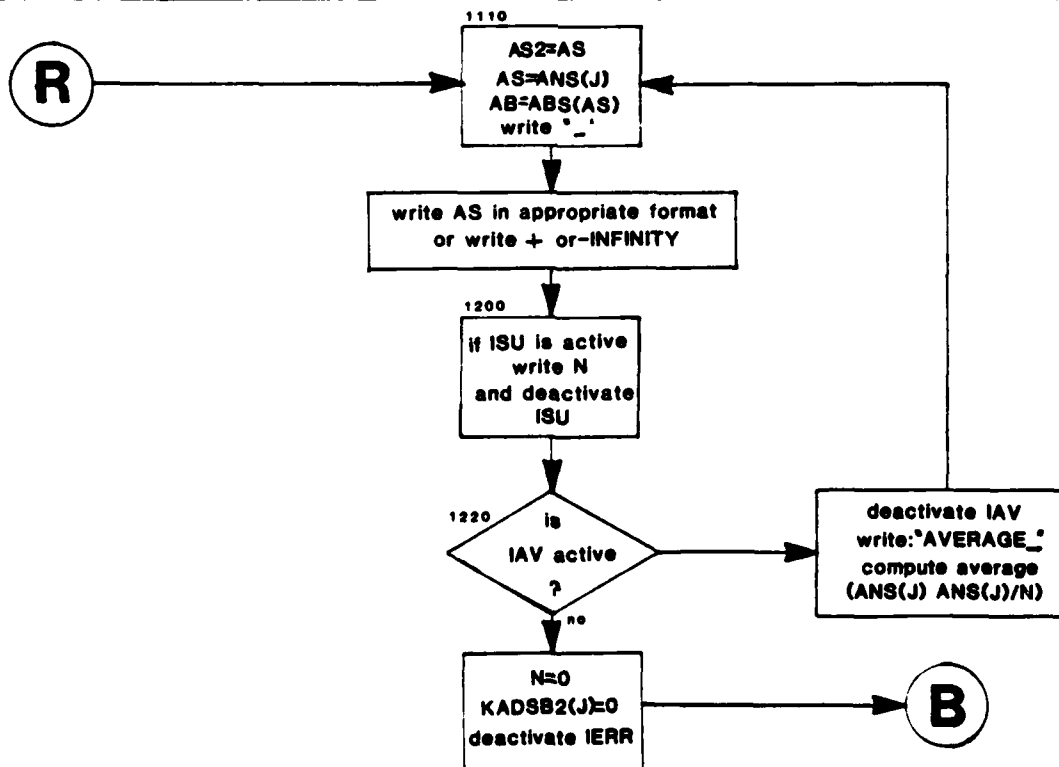 1110
R
AS2=AS
AS=ANS(J)
AB=ABS(AS)
write "_'
write AS in appropriate format
or write + or-INFINITY
1200
if ISU is active
write N
and deactivate
ISU
1220
is
IAV active
?
no
deactivate IAV
write:"AVERAGE_"
compute average
(ANS(J) ANS(J)/N)
N=0
KADSB2(J)=0
deactivate IERR
B